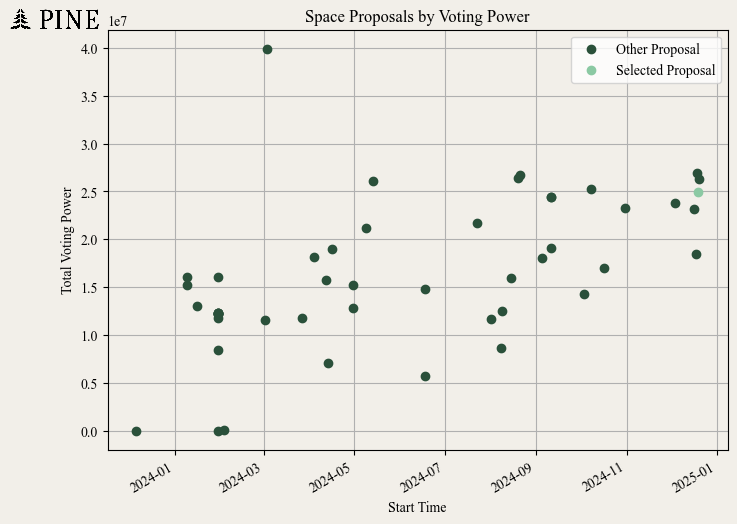 PINE
1e7
Space Proposals by Voting Power
Other Proposal
Selected Proposal
Total Voting Power
4.0
3.5
3.0
2.5
2.0
1.5
1.0
0.5
0.0
2024-01
2024-03
2024-05
2024-07
2024-09
2024-11
2025-01
Start Time